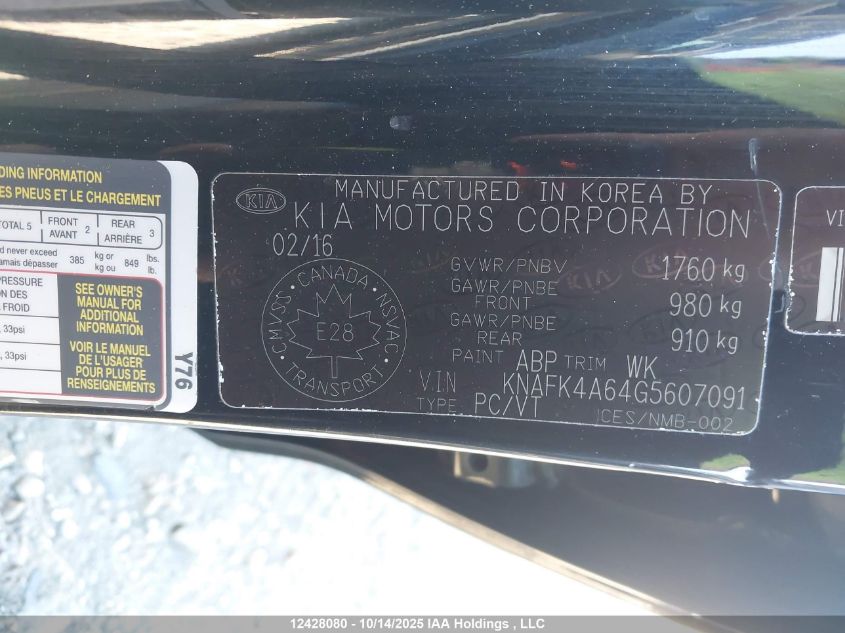 DING INFORMATION
ES PNEUS ET LE CHARGEMENT
TOTAL 5 FRONT AVANT 2 REAR ARRIÈRE 3
d never exceed
amais dépasser 385 kg or kg ou 849 lbs. lb.
PRESSURE
ON DES
FROID
, 33psi
, 33psi
SEE OWNER'S
MANUAL FOR
ADDITIONAL
INFORMATION
VOIR LE MANUEL
DE L'USAGER
POUR PLUS DE
RENSEIGNEMENTS
Y76
KIA
MANUFACTURED IN KOREA BY
KIA MOTORS CORPORATION
02/16
CANADA
CMVSS NSVAC
E28
TRANSPORT
GVWR/PNBV 1760 kg
GAWR/PNBE
FRONT 980 kg
GAWR/PNBE
REAR 910 kg
PAINT ABP TRIM WK
VIN KNAFK4A64G5607091
TYPE PC/VT
ICES/NMB-002
VI
12428080 - 10/14/2025 IAA Holdings , LLC